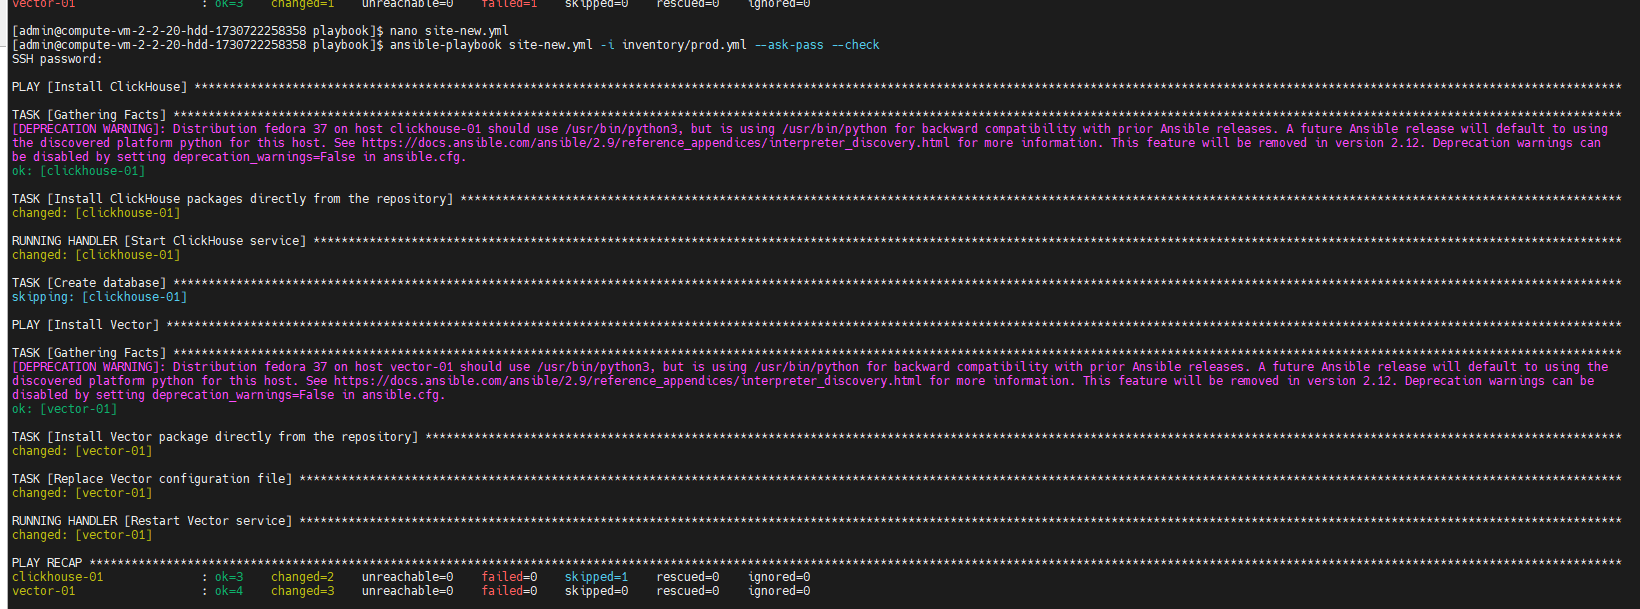 vector-01 : ok=3 changed=1 unreachable=0 failed=1 skipped=0 rescued=0 ignored=0
[admin@compute-vm-2-2-20-hdd-1730722258358 playbook]$ nano site-new.yml
[admin@compute-vm-2-2-20-hdd-1730722258358 playbook]$ ansible-playbook site-new.yml -i inventory/prod.yml --ask-pass --check
SSH password:
PLAY [Install ClickHouse] ****************************************************************************************************************************************************************************************************
TASK [Gathering Facts] *******************************************************************************************************************************************************************************************************
[DEPRECATION WARNING]: Distribution fedora 37 on host clickhouse-01 should use /usr/bin/python3, but is using /usr/bin/python for backward compatibility with prior Ansible releases. A future Ansible release will default to using
the discovered platform python for this host. See https://docs.ansible.com/ansible/2.9/reference_appendices/interpreter_discovery.html for more information. This feature will be removed in version 2.12. Deprecation warnings can
be disabled by setting deprecation_warnings=False in ansible.cfg.
ok: [clickhouse-01]
TASK [Install ClickHouse packages directly from the repository] **********************************************************************************************************************************************************************
changed: [clickhouse-01]
RUNNING HANDLER [Start ClickHouse service] *******************************************************************************************************************************************************************************************
changed: [clickhouse-01]
TASK [Create database] *******************************************************************************************************************************************************************************************************
skipping: [clickhouse-01]
PLAY [Install Vector] ********************************************************************************************************************************************************************************************************
TASK [Gathering Facts] *******************************************************************************************************************************************************************************************************
[DEPRECATION WARNING]: Distribution fedora 37 on host vector-01 should use /usr/bin/python3, but is using /usr/bin/python for backward compatibility with prior Ansible releases. A future Ansible release will default to using the
discovered platform python for this host. See https://docs.ansible.com/ansible/2.9/reference_appendices/interpreter_discovery.html for more information. This feature will be removed in version 2.12. Deprecation warnings can be
disabled by setting deprecation_warnings=False in ansible.cfg.
ok: [vector-01]
TASK [Install Vector package directly from the repository] ***************************************************************************************************************************************************************************
changed: [vector-01]
TASK [Replace Vector configuration file] *********************************************************************************************************************************************************************************************
changed: [vector-01]
RUNNING HANDLER [Restart Vector service] *********************************************************************************************************************************************************************************************
changed: [vector-01]
PLAY RECAP *******************************************************************************************************************************************************************************************************************
clickhouse-01 : ok=3 changed=2 unreachable=0 failed=0 skipped=1 rescued=0 ignored=0
vector-01 : ok=4 changed=3 unreachable=0 failed=0 skipped=0 rescued=0 ignored=0